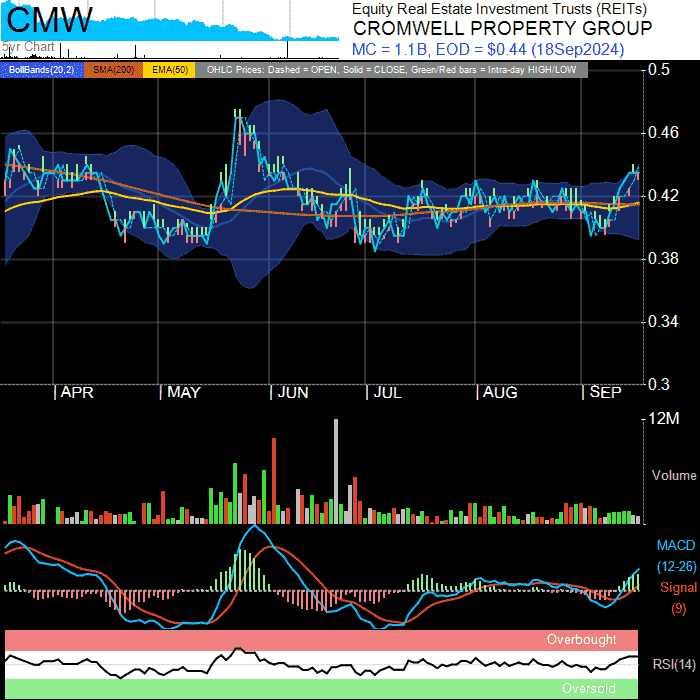 CMW
5yr Chart
Equity Real Estate Investment Trusts (REITs)
CROMWELL PROPERTY GROUP
MC = 1.1B, EOD = $0.44 (18Sep2024)
BollBands(20,2) SMA(200) EMA(50) OHLC Prices: Dashed = OPEN, Solid = CLOSE, Green/Red bars = Intra-day HIGH/LOW
0.5
0.46
0.42
0.38
0.34
0.3
APR MAY JUN JUL AUG SEP
12M
Volume
MACD
(12-26)
Signal
(9)
Overbought
RSI(14)
Oversold